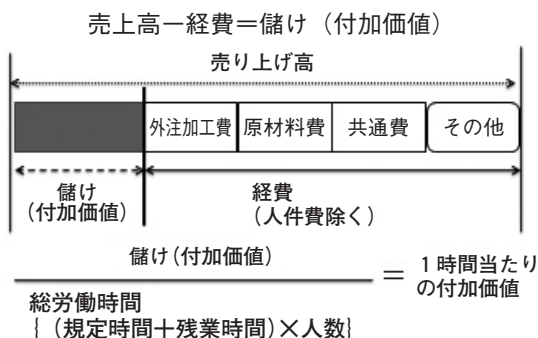 売上高－経費＝儲け（付加価値）
売り上げ高
外注加工費 原材料費 共通費 その他
儲け
（付加価値）
経費
（人件費除く）
儲け(付加価値)
総労働時間
{（規定時間＋残業時間）×人数}
＝
１時間当たり
の付加価値